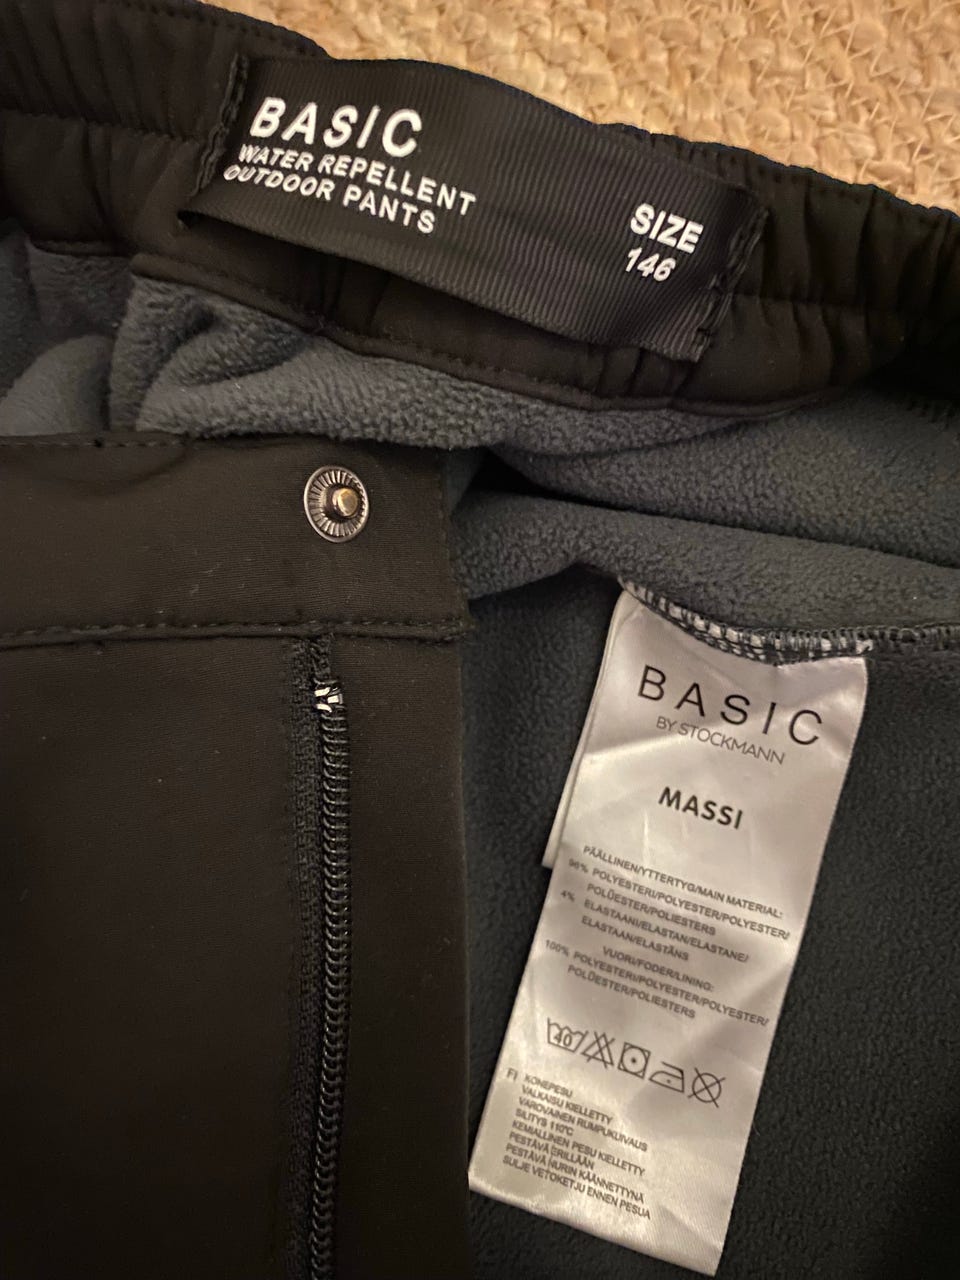 BASIC
WATER REPELLENT
OUTDOOR PANTS
SIZE
146
BASIC
BY STOCKMANN
MASSI
PÄÄLLINEN/YTTERTYG/MAIN MATERIAL:
96% POLYESTERI/POLYESTER/POLYESTER/
POLÜESTER/POLIESTERS
4% ELASTAANI/ELASTAN/ELASTANE/
ELASTAAN/ELASTĀNS
VUORI/FODER/LINING:
100% POLYESTERI/POLYESTER/POLYESTER/
POLÜESTER/POLIESTERS
40
FI KONEPESU
VALKAISU KIELLETTY
VAROVAINEN RUMPUKUIVAUS
SILITYS 110°C
KEMIALLINEN PESU KIELLETTY
PESTÄVÄ ERILLÄÄN
PESTÄVÄ NURIN KÄÄNNETTYNÄ
SULJE VETOKETJU ENNEN PESUA